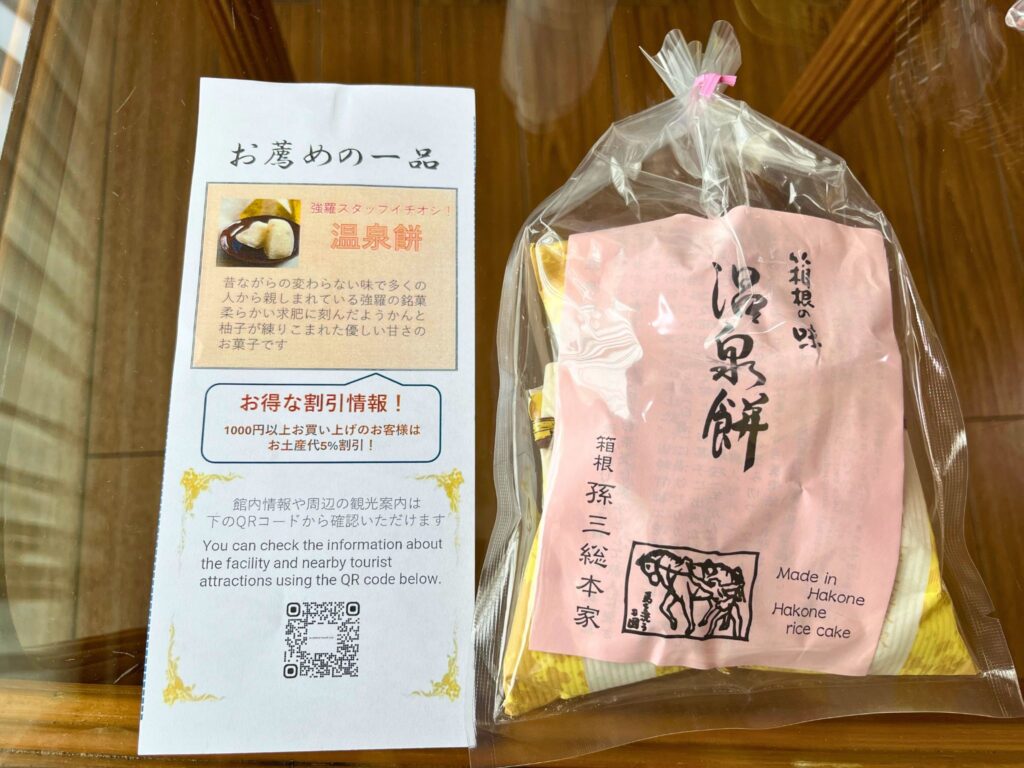 お薦めの一品
強羅スタッフイチオシ！
温泉餅
昔ながらの変わらない味で多くの
人から親しまれている強羅の銘菓
柔らかい求肥に刻んだようかんと
柚子が練りこまれた優しい甘さの
お菓子です
お得な割引情報！
1000円以上お買い上げのお客様は
お土産代5%割引！
館内情報や周辺の観光案内は
下のQRコードから確認いただけます
You can check the information about
the facility and nearby tourist
attractions using the QR code below.
箱根の味
温泉餅
箱根 孫三総本家
Made in
Hakone
Hakone
rice cake